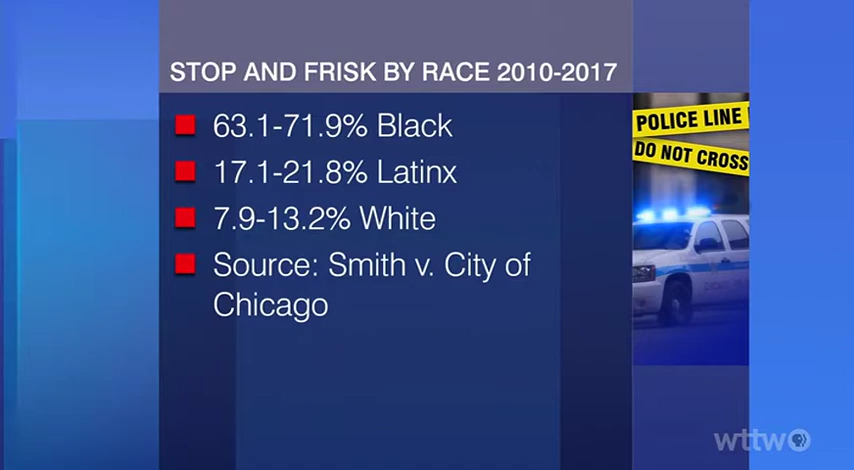 STOP AND FRISK BY RACE 2010-2017
63.1-71.9% Black
17.1-21.8% Latinx
7.9-13.2% White
Source: Smith v. City of
Chicago
POLICE LINE
DO NOT CROSS
wttw